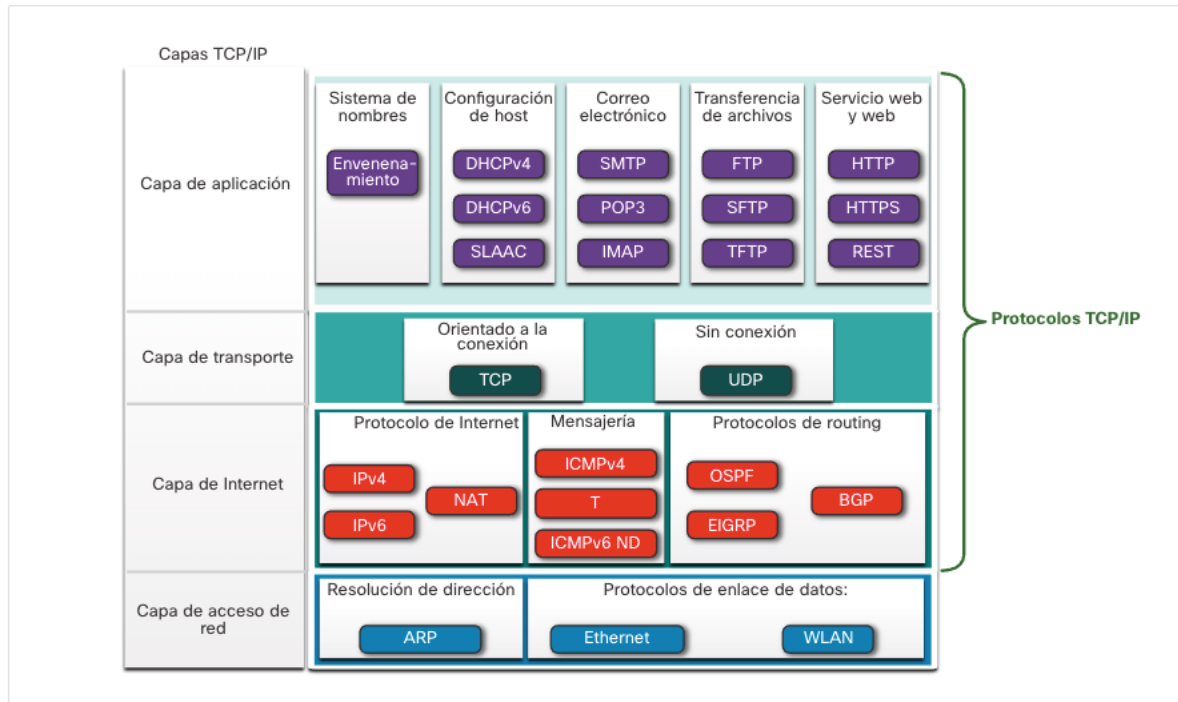 Capas TCP/IP
Capa de aplicación
Sistema de
nombres
Envenena-
miento
Configuración
de host
DHCPv4
DHCPv6
SLAAC
Correo
electrónico
SMTP
POP3
IMAP
Transferencia
de archivos
FTP
SFTP
TFTP
Servicio web
y web
HTTP
HTTPS
REST
Protocolos TCP/IP
Capa de transporte
Orientado a la
conexión
TCP
Sin conexión
UDP
Capa de Internet
Protocolo de Internet
IPv4
IPv6
NAT
Mensajería
ICMPv4
T
ICMPv6 ND
Protocolos de routing
OSPF
EIGRP
BGP
Capa de acceso de
red
Resolución de dirección
ARP
Protocolos de enlace de datos:
Ethernet
WLAN